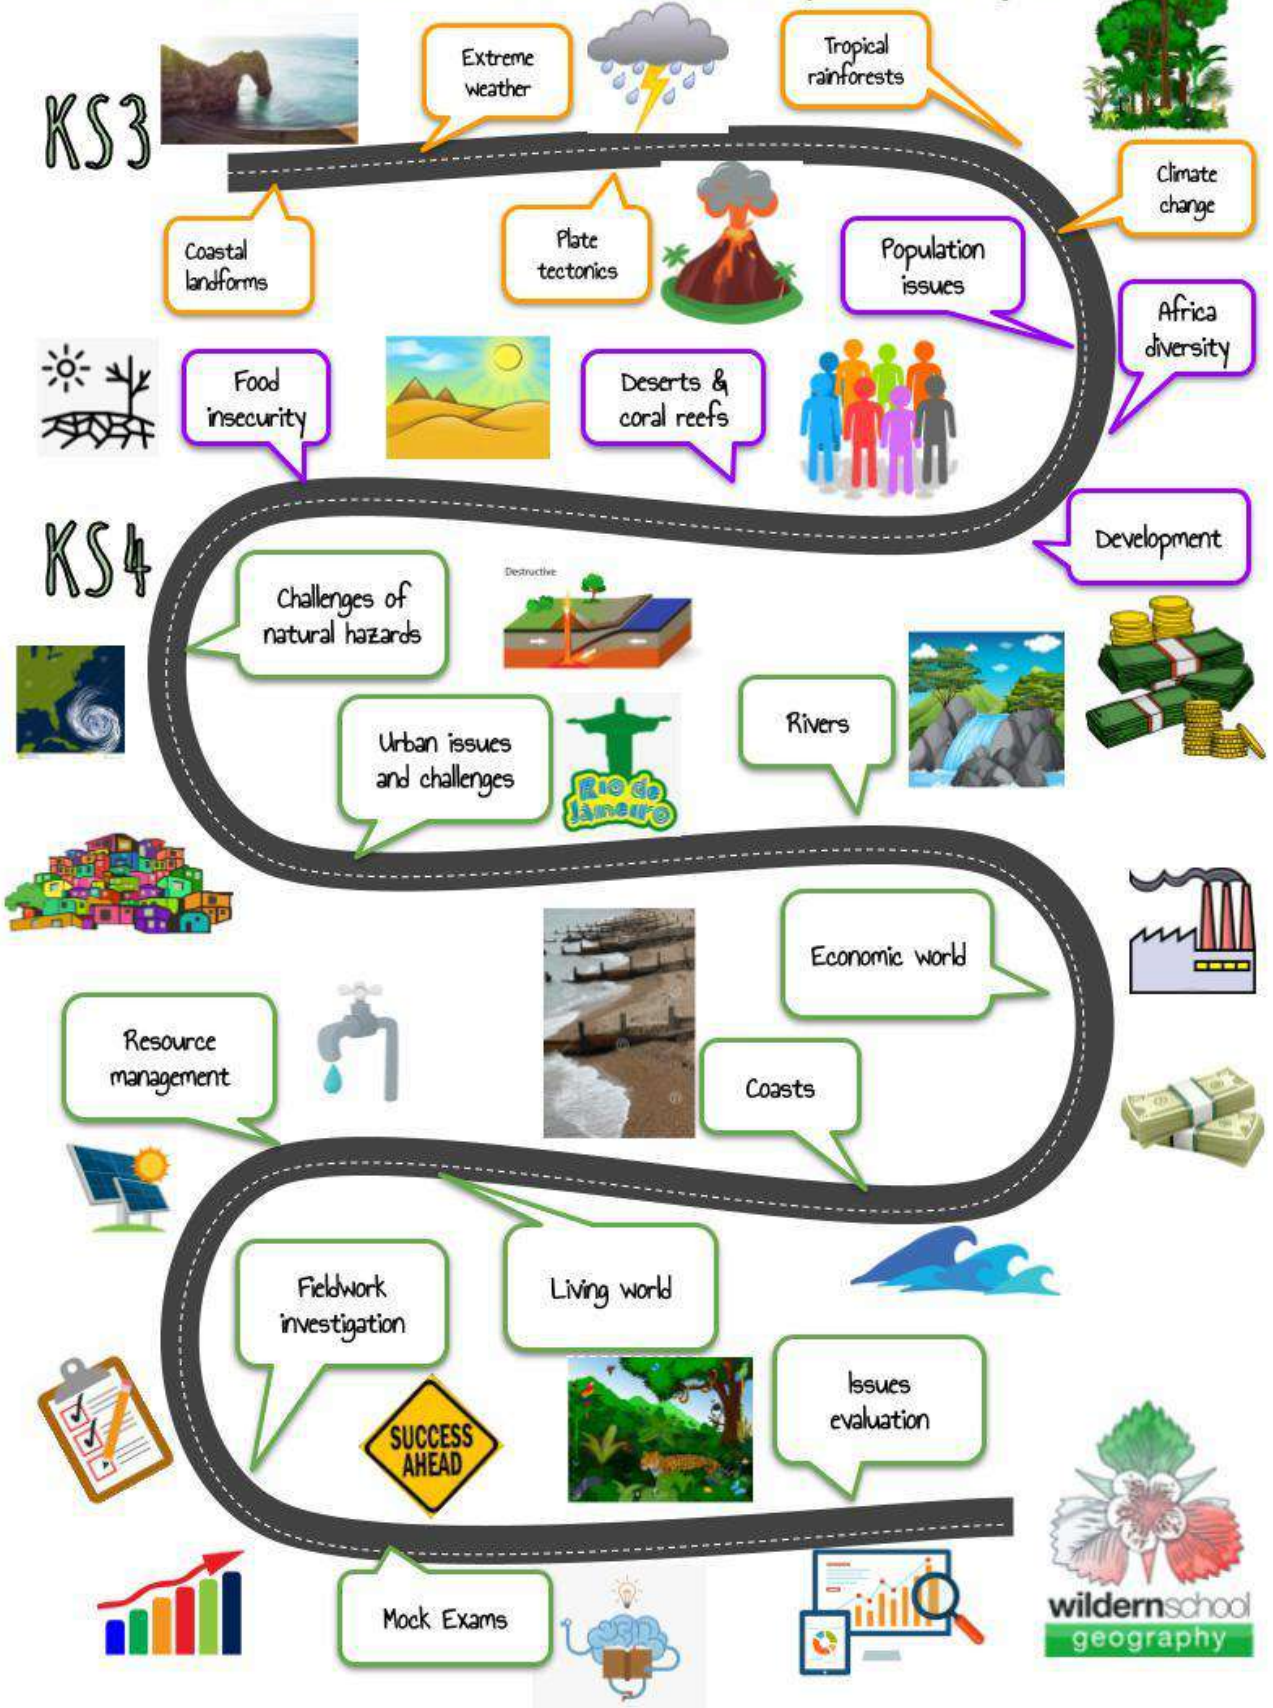 KS3
Extreme
weather
Tropical
rainforests
Climate
change
Coastal
landforms
Plate
tectonics
Population
issues
Africa
diversity
Food
insecurity
Deserts &
coral reefs
Development
KS4
Challenges of
natural hazards
Destructive
Urban issues
and challenges
RIO de
Janeiro
Rivers
Economic world
Resource
management
Coasts
Fieldwork
investigation
Living world
SUCCESS
AHEAD
Issues
evaluation
Mock Exams
wildernschool
geography